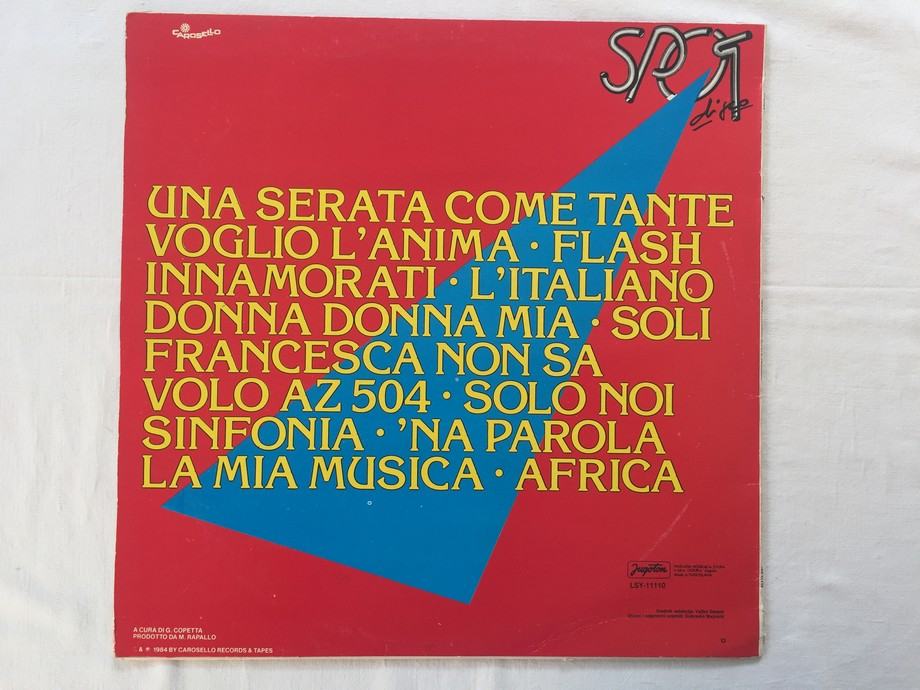 CAROSELLO
SPOT
disco
UNA SERATA COME TANTE
VOGLIO L'ANIMA · FLASH
INNAMORATI · L'ITALIANO
DONNA DONNA MIA · SOLI
FRANCESCA NON SA
VOLO AZ 504 · SOLO NOI
SINFONIA · 'NA PAROLA
LA MIA MUSICA · AFRICA
Jugoton
LSY-11110
A CURA DI G. COPETTA
PRODOTTO DA M. RAPALLO
& ℗ 1984 BY CAROSELLO RECORDS & TAPES